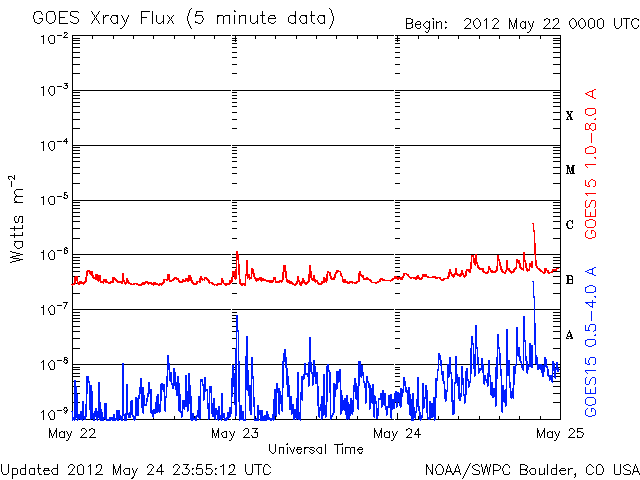 GOES Xray Flux (5 minute data)
Begin: 2012 May 22 0000 UTC
10-2
10-3
10-4
10-5
10-6
10-7
10-8
10-9
Watts m-2
X
M
C
B
A
GOES15 1.0-8.0 A
GOES15 0.5-4.0 A
May 22
May 23
May 24
May 25
Universal Time
Updated 2012 May 24 23:55:12 UTC
NOAA/SWPC Boulder, CO USA